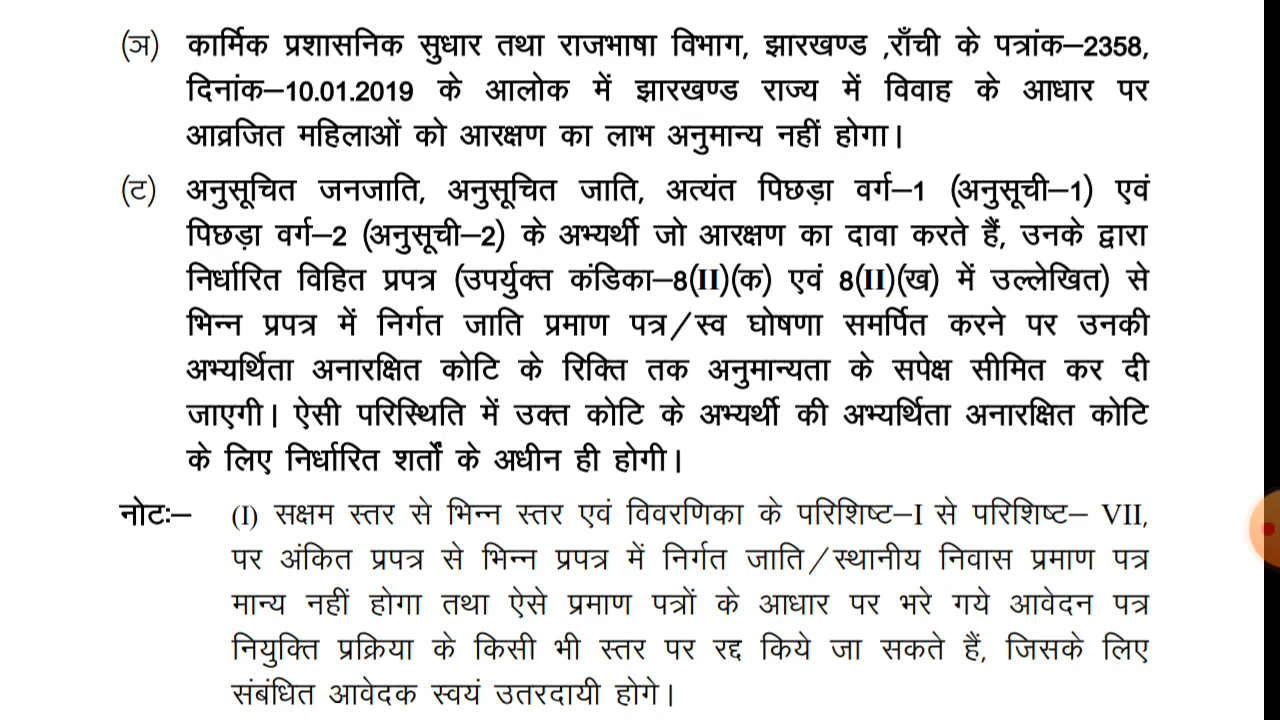 (ञ) कार्मिक प्रशासनिक सुधार तथा राजभाषा विभाग, झारखण्ड ,राँची के पत्रांक–2358,
दिनांक–10.01.2019 के आलोक में झारखण्ड राज्य में विवाह के आधार पर
आव्रजित महिलाओं को आरक्षण का लाभ अनुमान्य नहीं होगा।
(ट) अनुसूचित जनजाति, अनुसूचित जाति, अत्यंत पिछड़ा वर्ग–1 (अनुसूची–1) एवं
पिछड़ा वर्ग–2 (अनुसूची–2) के अभ्यर्थी जो आरक्षण का दावा करते हैं, उनके द्वारा
निर्धारित विहित प्रपत्र (उपर्युक्त कंडिका–8(II)(क) एवं 8(II)(ख) में उल्लेखित) से
भिन्न प्रपत्र में निर्गत जाति प्रमाण पत्र/स्व घोषणा समर्पित करने पर उनकी
अभ्यर्थिता अनारक्षित कोटि के रिक्ति तक अनुमान्यता के सपेक्ष सीमित कर दी
जाएगी। ऐसी परिस्थिति में उक्त कोटि के अभ्यर्थी की अभ्यर्थिता अनारक्षित कोटि
के लिए निर्धारित शर्तों के अधीन ही होगी।
नोटः– (I) सक्षम स्तर से भिन्न स्तर एवं विवरणिका के परिशिष्ट–I से परिशिष्ट– VII,
पर अंकित प्रपत्र से भिन्न प्रपत्र में निर्गत जाति/स्थानीय निवास प्रमाण पत्र
मान्य नहीं होगा तथा ऐसे प्रमाण पत्रों के आधार पर भरे गये आवेदन पत्र
नियुक्ति प्रक्रिया के किसी भी स्तर पर रद्द किये जा सकते हैं, जिसके लिए
संबंधित आवेदक स्वयं उतरदायी होगे।